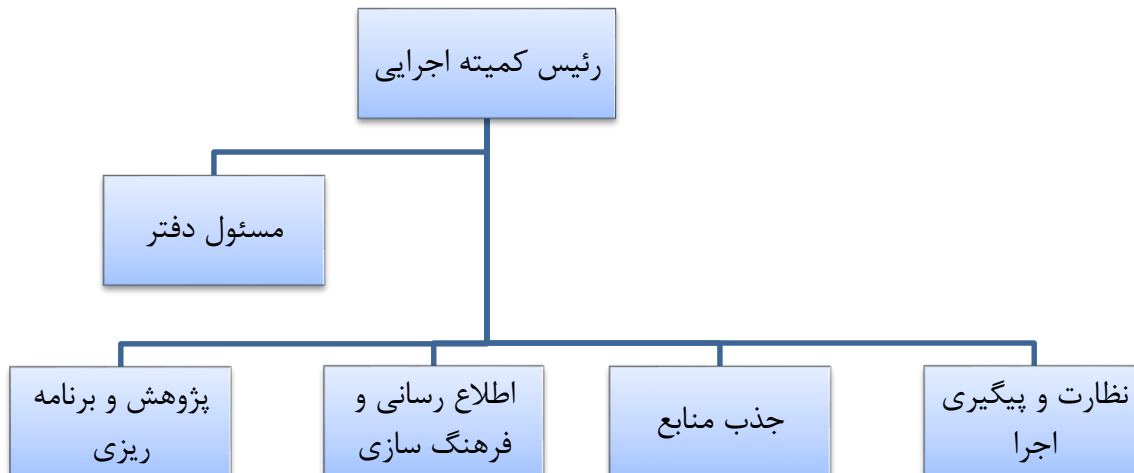 رئیس کمیته اجرایی
مسئول دفتر
نظارت و پیگیری
اجرا
جذب منابع
اطلاع رسانی و
فرهنگ سازی
پژوهش و برنامه
ریزی